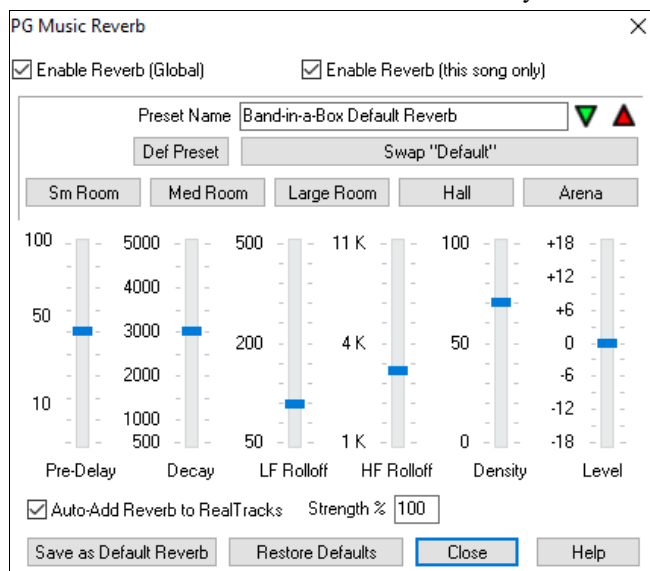 PG Music Reverb
Enable Reverb (Global) Enable Reverb (this song only)
Preset Name Band-in-a-Box Default Reverb
Def Preset Swap "Default"
Sm Room Med Room Large Room Hall Arena
100 5000 500 11 K 100 +18
+12
4000
50 +6
3000 200 4 K 50 0
2000 -6
10 -12
1000
500 50 1 K 0 -18
Pre-Delay Decay LF Rolloff HF Rolloff Density Level
Auto-Add Reverb to RealTracks Strength % 100
Save as Default Reverb Restore Defaults Close Help